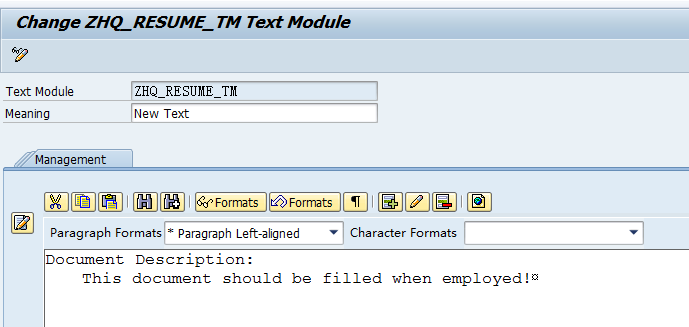 Change ZHQ_RESUME_TM Text Module
Text Module ZHQ_RESUME_TM
Meaning New Text
Management
Formats Formats ¶
Paragraph Formats * Paragraph Left-aligned Character Formats
Document Description:
This document should be filled when employed!¤